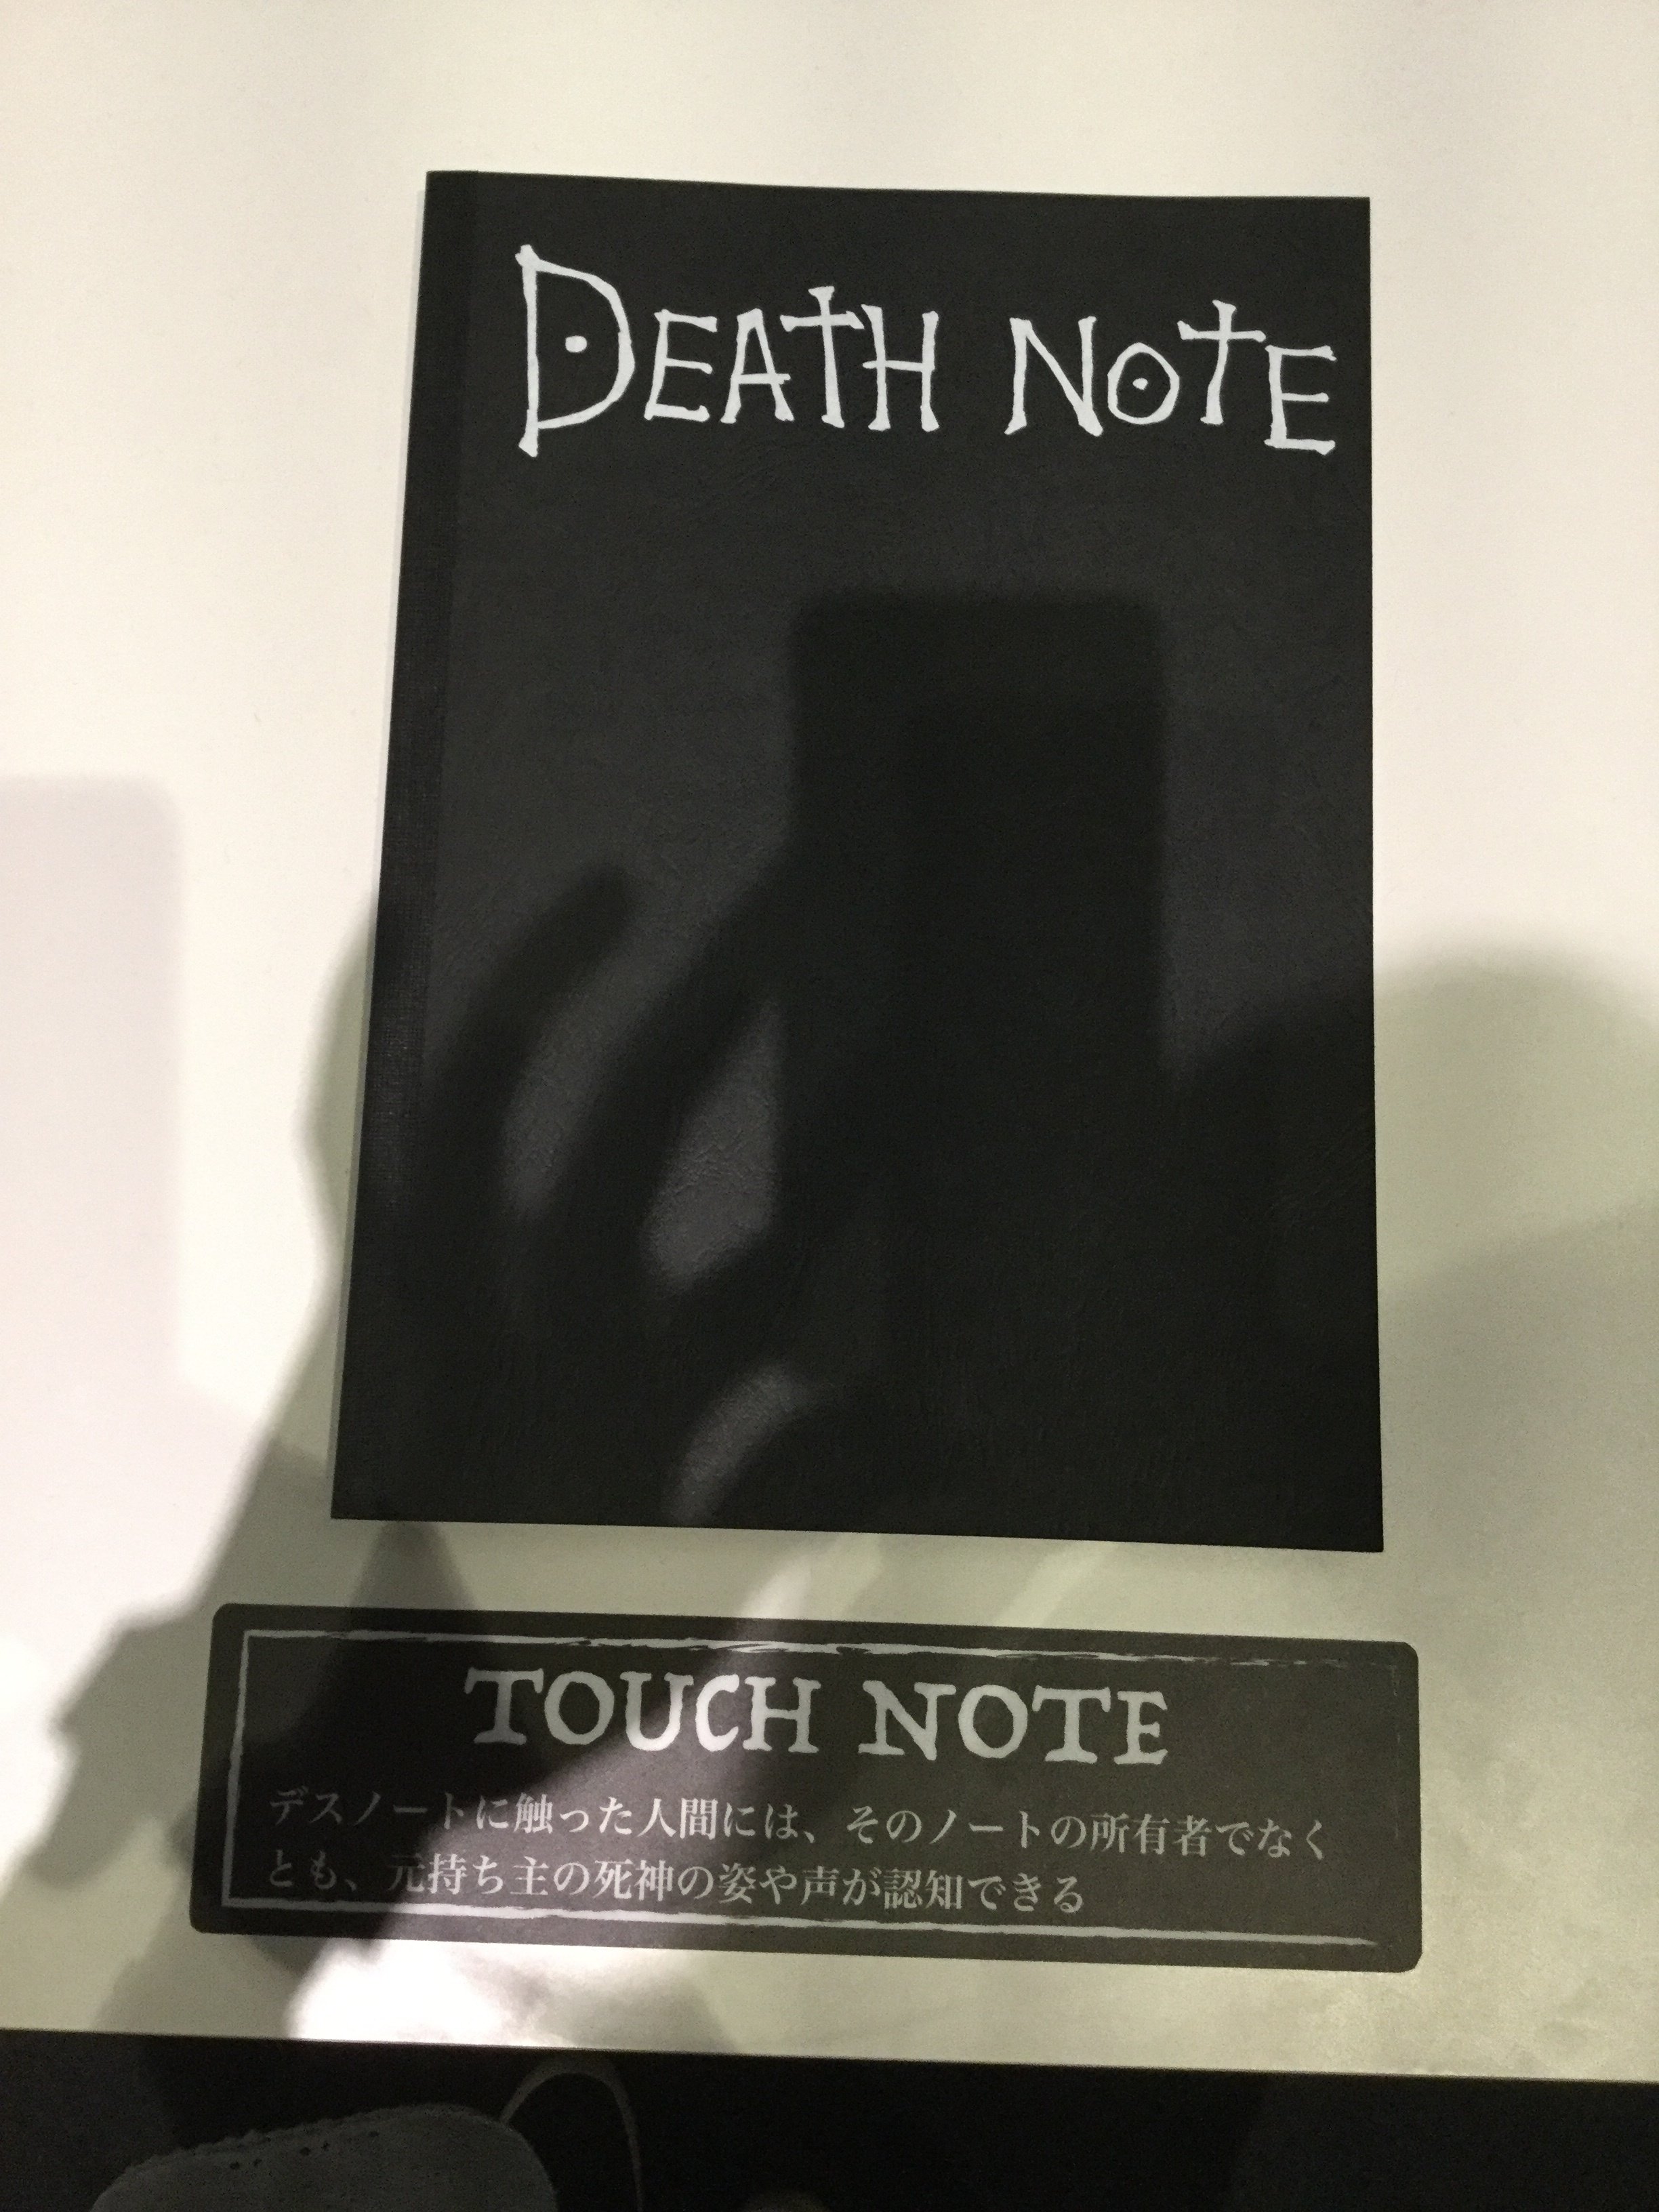 DEATH NOTE
TOUCH NOTE
デスノートに触った人間には、そのノートの所有者でなく
とも、元持ち主の死神の姿や声が認知できる